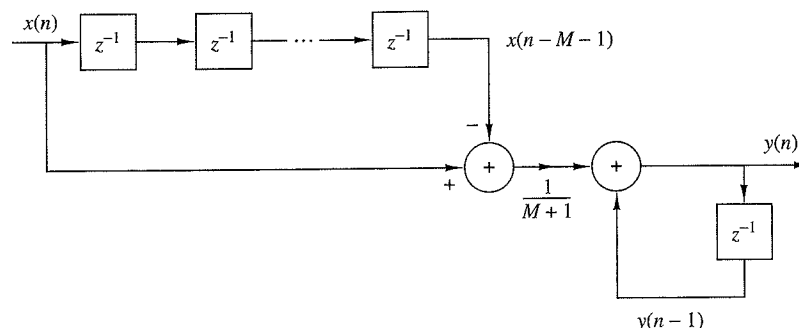 x(n)
z⁻¹
z⁻¹
...
z⁻¹
x(n – M – 1)
–
+
+
1
M + 1
+
y(n)
z⁻¹
y(n – 1)